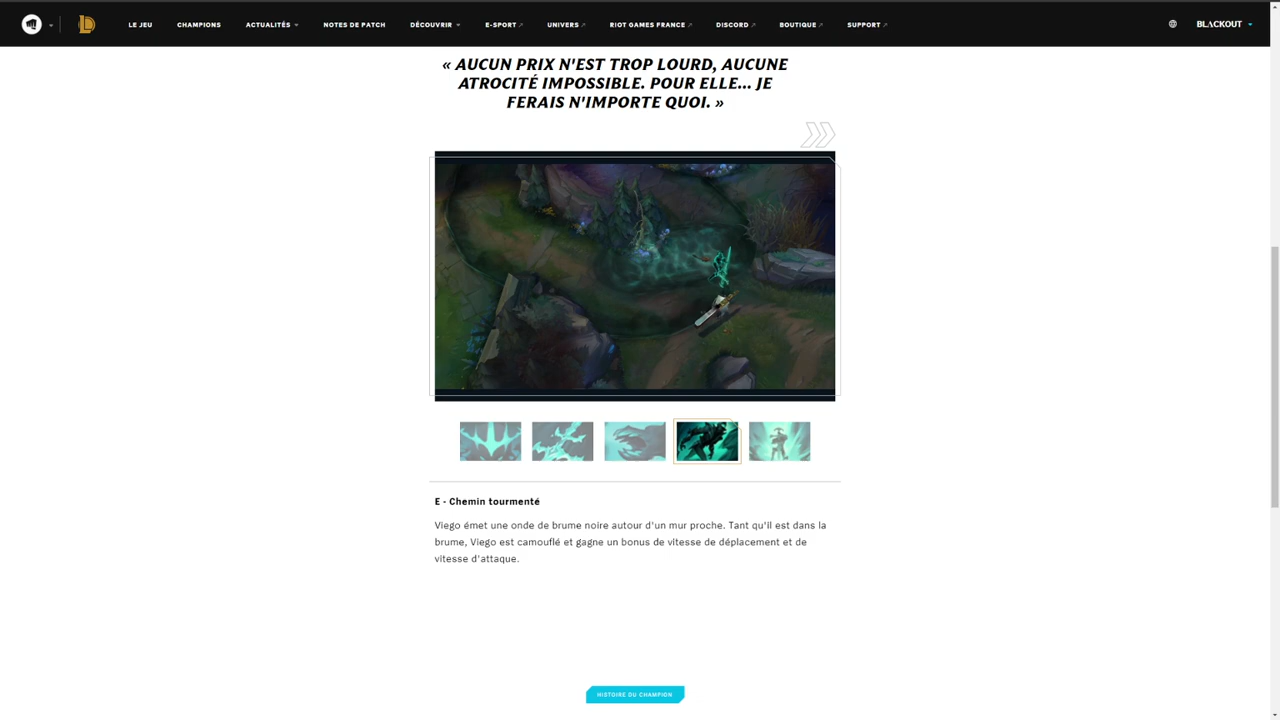 LE JEU CHAMPIONS ACTUALITÉS NOTES DE PATCH DÉCOUVRIR E-SPORT UNIVERS RIOT GAMES FRANCE DISCORD BOUTIQUE SUPPORT BLACKOUT
« AUCUN PRIX N'EST TROP LOURD, AUCUNE
ATROCITÉ IMPOSSIBLE. POUR ELLE... JE
FERAIS N'IMPORTE QUOI. »
E - Chemin tourmenté
Viego émet une onde de brume noire autour d'un mur proche. Tant qu'il est dans la
brume, Viego est camouflé et gagne un bonus de vitesse de déplacement et de
vitesse d'attaque.
HISTOIRE DU CHAMPION